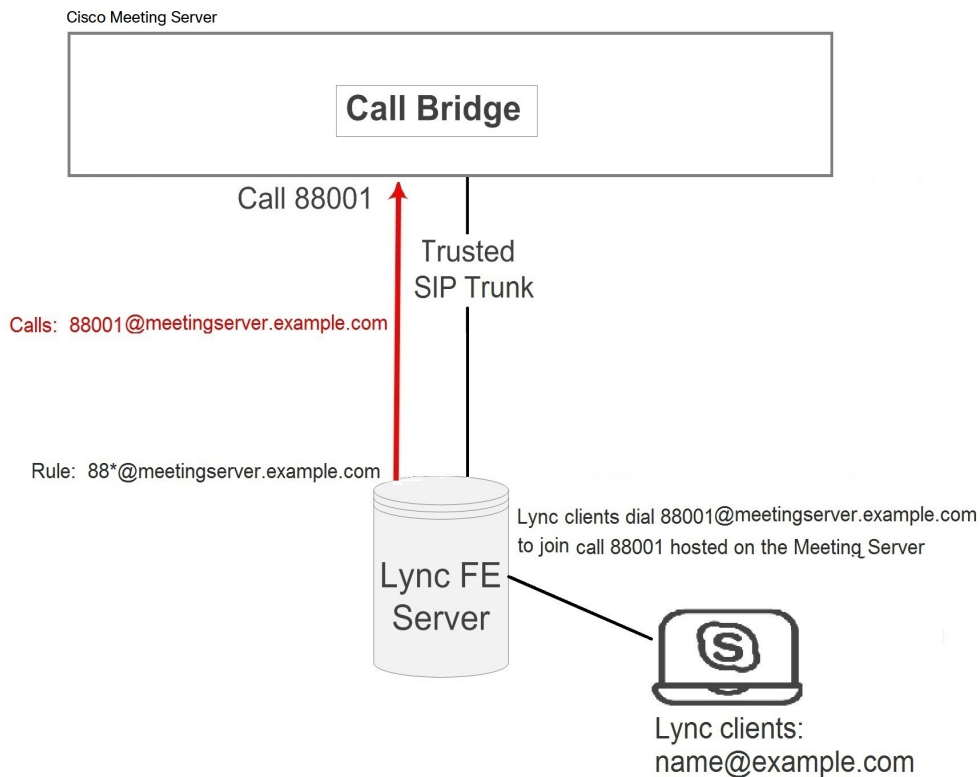 Cisco Meeting Server
Call Bridge
Call 88001
Trusted
SIP Trunk
Calls: 88001@meetingserver.example.com
Rule: 88*@meetingserver.example.com
Lync clients dial 88001@meetingserver.example.com
to join call 88001 hosted on the Meeting Server
Lync FE
Server
S
Lync clients:
name@example.com